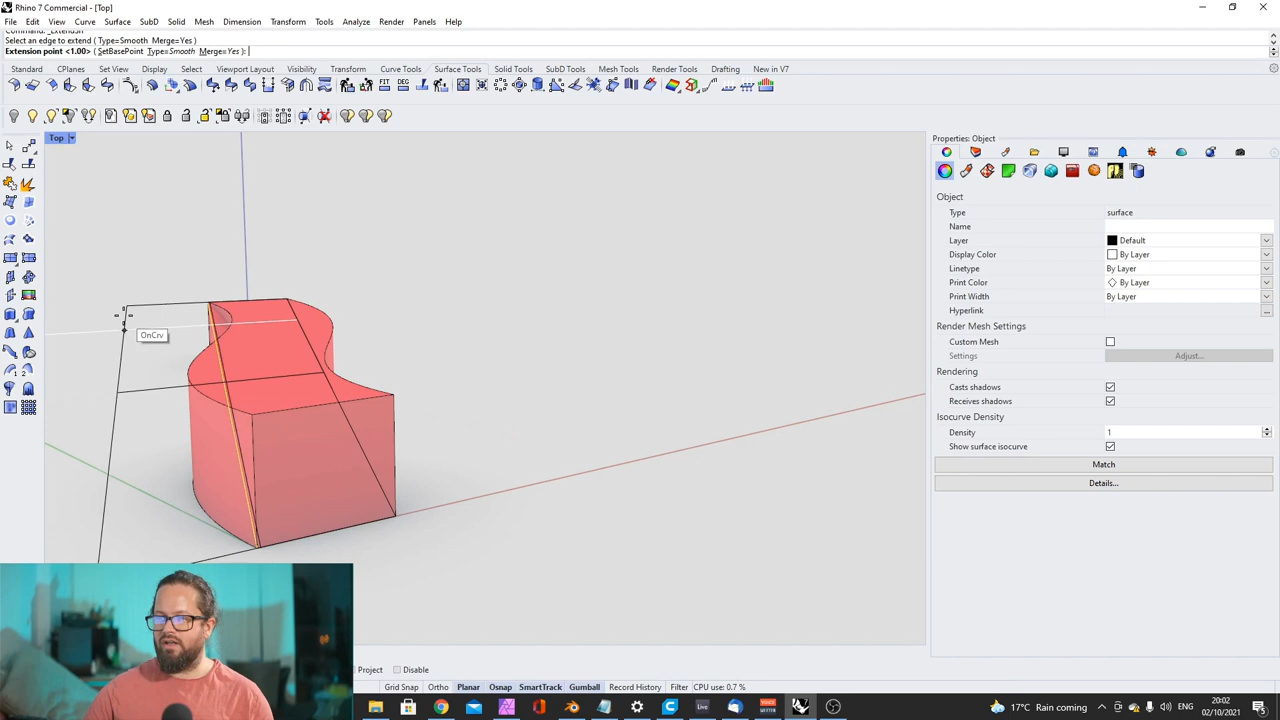 Rhino 7 Commercial - [Top]
File Edit View Curve Surface SubD Solid Mesh Dimension Transform Tools Analyze Render Panels Help
Select an edge to extend ( Type=Smooth Merge=Yes )
Extension point <1.00> ( SetBasePoint Type=Smooth Merge=Yes ):
Standard CPlanes Set View Display Select Viewport Layout Visibility Transform Curve Tools Surface Tools Solid Tools SubD Tools Mesh Tools Render Tools Drafting New in V7
Top
Properties: Object
Object
Type surface
Name
Layer Default
Display Color By Layer
Linetype By Layer
Print Color By Layer
Print Width By Layer
Hyperlink ...
Render Mesh Settings
Custom Mesh
Settings Adjust...
Rendering
Casts shadows
Receives shadows
Isocurve Density
Density 1
Show surface isocurve
Match
Details...
OnCrv
Project Disable
Grid Snap Ortho Planar Osnap SmartTrack Gumball Record History Filter CPU use: 0.7 %
17°C Rain coming
20:02
02/10/2021